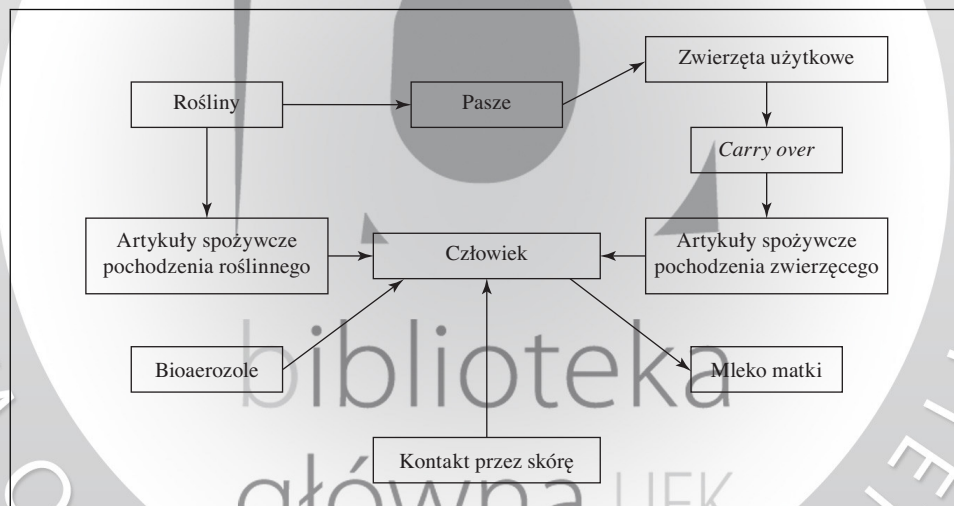 Zwierzęta użytkowe
Rośliny
Pasze
Carry over
Artykuły spożywcze
pochodzenia roślinnego
Człowiek
Artykuły spożywcze
pochodzenia zwierzęcego
Bioaerozole
Mleko matki
biblioteka
Kontakt przez skórę
główna UEK